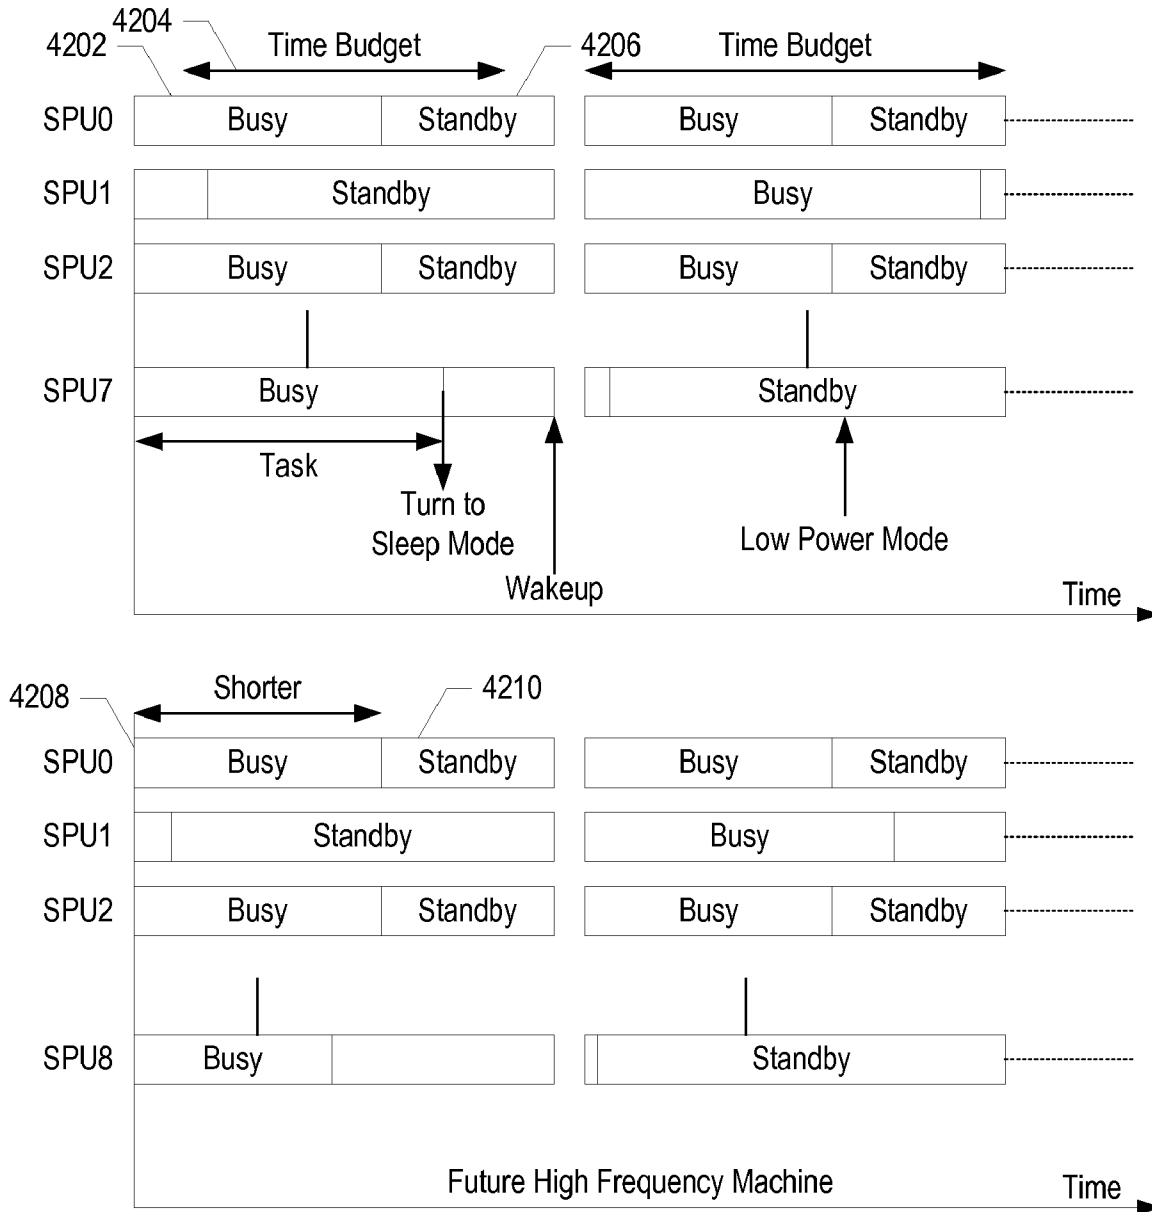 4204
4202
Time Budget
4206
Time Budget
SPU0
Busy
Standby
Busy
Standby
SPU1
Standby
Busy
SPU2
Busy
Standby
Busy
Standby
SPU7
Busy
Standby
Task
Turn to
Sleep Mode
Low Power Mode
Wakeup
Time
4208
Shorter
4210
SPU0
Busy
Standby
Busy
Standby
SPU1
Standby
Busy
SPU2
Busy
Standby
Busy
Standby
SPU8
Busy
Standby
Future High Frequency Machine
Time